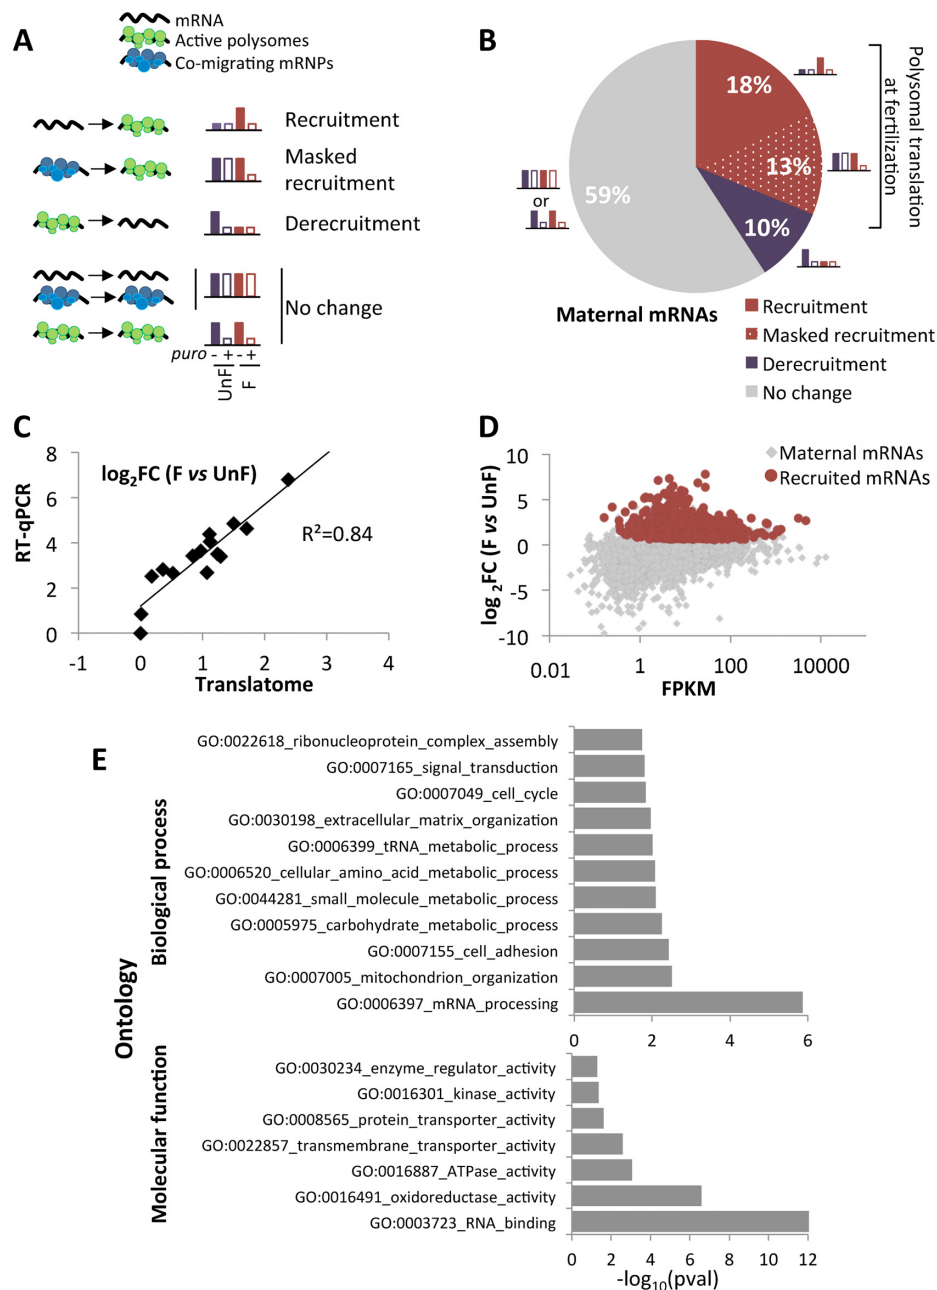 A
mRNA
Active polysomes
Co-migrating mRNPs
Recruitment
Masked
recruitment
Derecruitment
No change
puro - + - +
UnF
F
B
18%
13%
10%
59%
or
Polysomal translation
at fertilization
Maternal mRNAs
Recruitment
Masked recruitment
Derecruitment
No change
C
log2FC (F vs UnF)
R²=0.84
RT-qPCR
8
6
4
2
0
-1 0 1 2 3 4
Translatome
D
Maternal mRNAs
Recruited mRNAs
log 2FC (F vs UnF)
10
5
0
-5
-10
0.01 1 100 10000
FPKM
E
Ontology
Biological process
GO:0022618_ribonucleoprotein_complex_assembly
GO:0007165_signal_transduction
GO:0007049_cell_cycle
GO:0030198_extracellular_matrix_organization
GO:0006399_tRNA_metabolic_process
GO:0006520_cellular_amino_acid_metabolic_process
GO:0044281_small_molecule_metabolic_process
GO:0005975_carbohydrate_metabolic_process
GO:0007155_cell_adhesion
GO:0007005_mitochondrion_organization
GO:0006397_mRNA_processing
0 2 4 6
Molecular function
GO:0030234_enzyme_regulator_activity
GO:0016301_kinase_activity
GO:0008565_protein_transporter_activity
GO:0022857_transmembrane_transporter_activity
GO:0016887_ATPase_activity
GO:0016491_oxidoreductase_activity
GO:0003723_RNA_binding
0 2 4 6 8 10 12
-log10(pval)